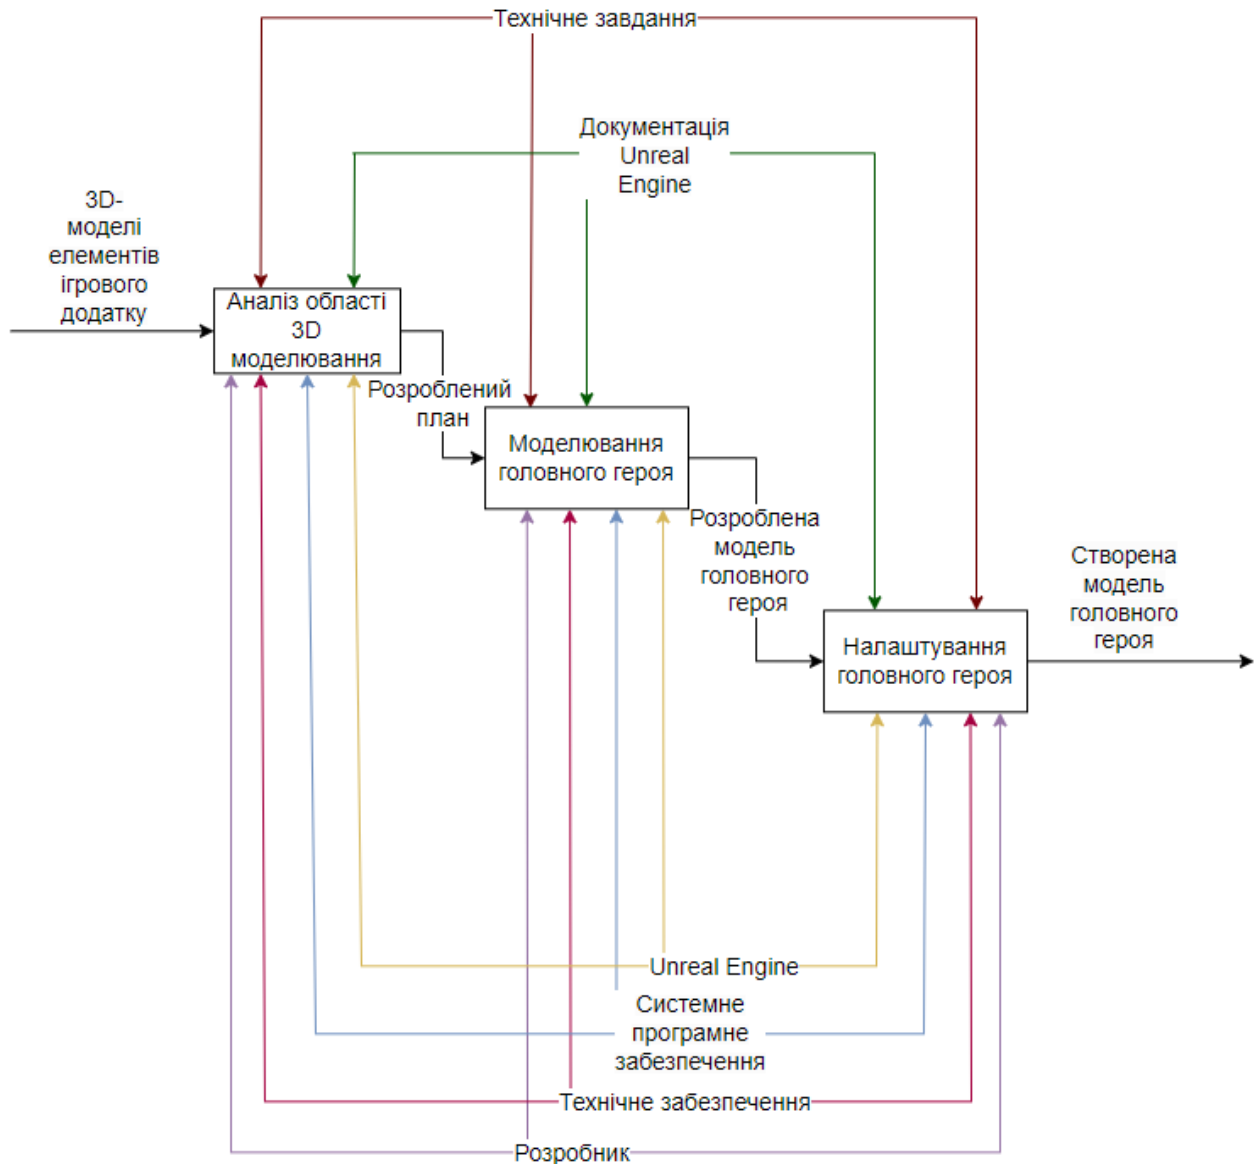 Технічне завдання
Документація
Unreal
Engine
3D-
моделі
елементів
ігрового
додатку
Аналіз області
3D
моделювання
Розроблений
план
Моделювання
головного героя
Розроблена
модель
головного
героя
Створена
модель
головного
героя
Налаштування
головного героя
Unreal Engine
Системне
програмне
забезпечення
Технічне забезпечення
Розробник